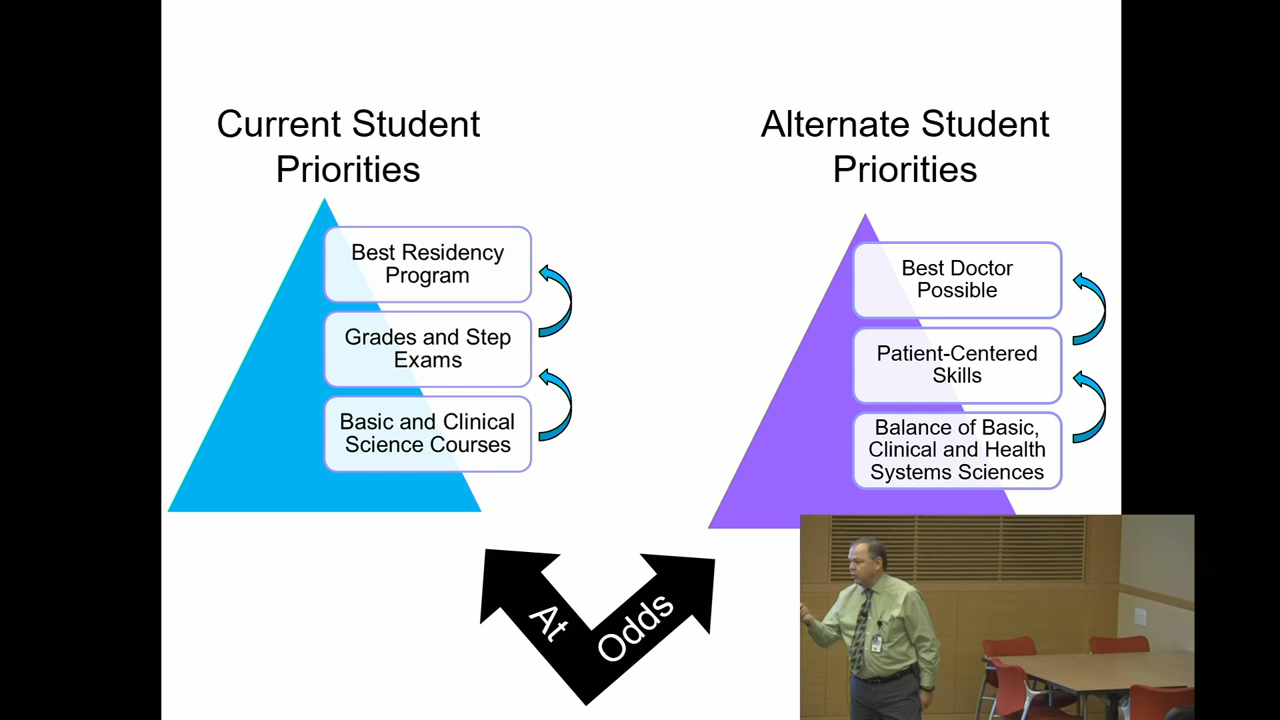 Current Student
Priorities
Best Residency
Program
Grades and Step
Exams
Basic and Clinical
Science Courses
Alternate Student
Priorities
Best Doctor
Possible
Patient-Centered
Skills
Balance of Basic,
Clinical and Health
Systems Sciences
At
Odds